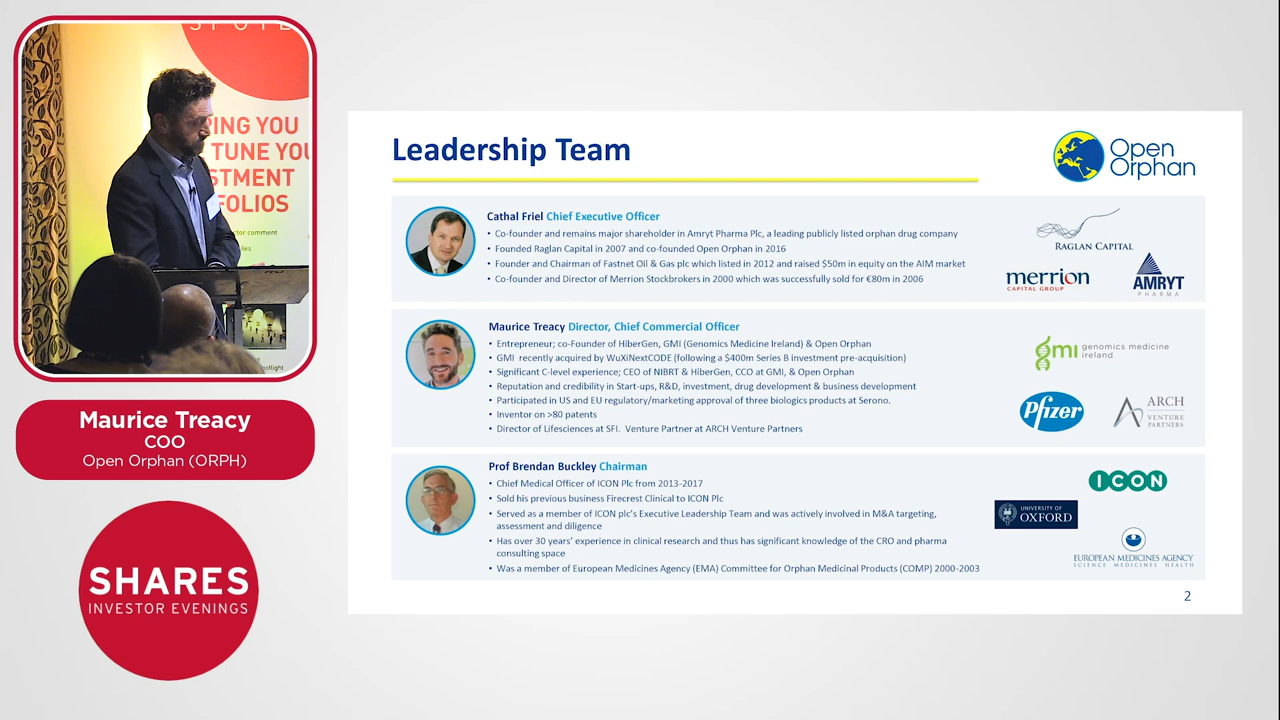 SPOTL
PING YOU
TUNE YOU
STMENT
FOLIOS
ctor comment
Maurice Treacy
COO
Open Orphan (ORPH)
SHARES
INVESTOR EVENINGS
Leadership Team
Open
Orphan
Cathal Friel Chief Executive Officer
• Co-founder and remains major shareholder in Amryt Pharma Plc, a leading publicly listed orphan drug company
• Founded Raglan Capital in 2007 and co-founded Open Orphan in 2016
• Founder and Chairman of Fastnet Oil & Gas plc which listed in 2012 and raised $50m in equity on the AIM market
• Co-founder and Director of Merrion Stockbrokers in 2000 which was successfully sold for €80m in 2006
RAGLAN CAPITAL
merrion
CAPITAL GROUP
AMRYT
PHARMA
Maurice Treacy Director, Chief Commercial Officer
• Entrepreneur; co-Founder of HiberGen, GMI (Genomics Medicine Ireland) & Open Orphan
• GMI recently acquired by WuXiNextCODE (following a $400m Series B investment pre-acquisition)
• Significant C-level experience; CEO of NIBRT & HiberGen, CCO at GMI, & Open Orphan
• Reputation and credibility in Start-ups, R&D, investment, drug development & business development
• Participated in US and EU regulatory/marketing approval of three biologics products at Serono.
• Inventor on >80 patents
• Director of Lifesciences at SFI. Venture Partner at ARCH Venture Partners
gmi genomics medicine
ireland
Pfizer
ARCH
VENTURE
PARTNERS
Prof Brendan Buckley Chairman
• Chief Medical Officer of ICON Plc from 2013-2017
• Sold his previous business Firecrest Clinical to ICON Plc
• Served as a member of ICON plc's Executive Leadership Team and was actively involved in M&A targeting,
assessment and diligence
• Has over 30 years' experience in clinical research and thus has significant knowledge of the CRO and pharma
consulting space
• Was a member of European Medicines Agency (EMA) Committee for Orphan Medicinal Products (COMP) 2000-2003
ICON
UNIVERSITY OF
OXFORD
EUROPEAN MEDICINES AGENCY
SCIENCE MEDICINES HEALTH
2